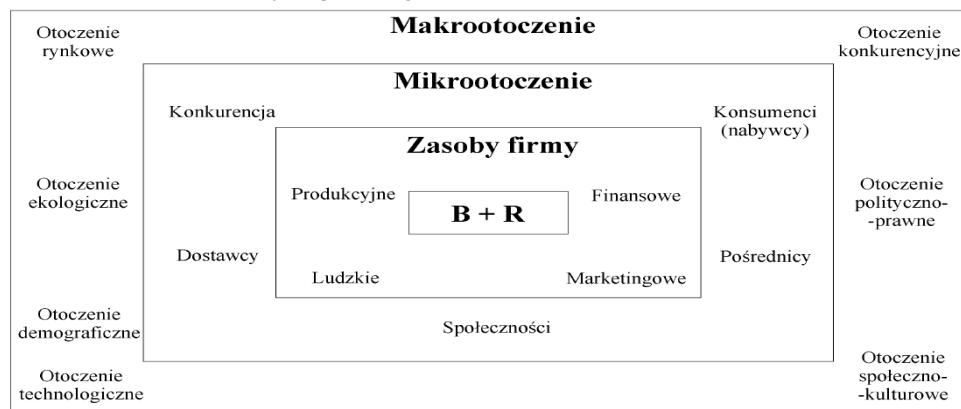 Makrootoczenie
Otoczenie
rynkowe
Otoczenie
konkurencyjne
Mikrootoczenie
Konkurencja
Konsumenci
(nabywcy)
Zasoby firmy
Otoczenie
ekologiczne
Produkcyjne
B + R
Finansowe
Otoczenie
polityczno-
-prawne
Dostawcy
Ludzkie
Marketingowe
Pośrednicy
Otoczenie
demograficzne
Społeczności
Otoczenie
technologiczne
Otoczenie
społeczno-
-kulturowe